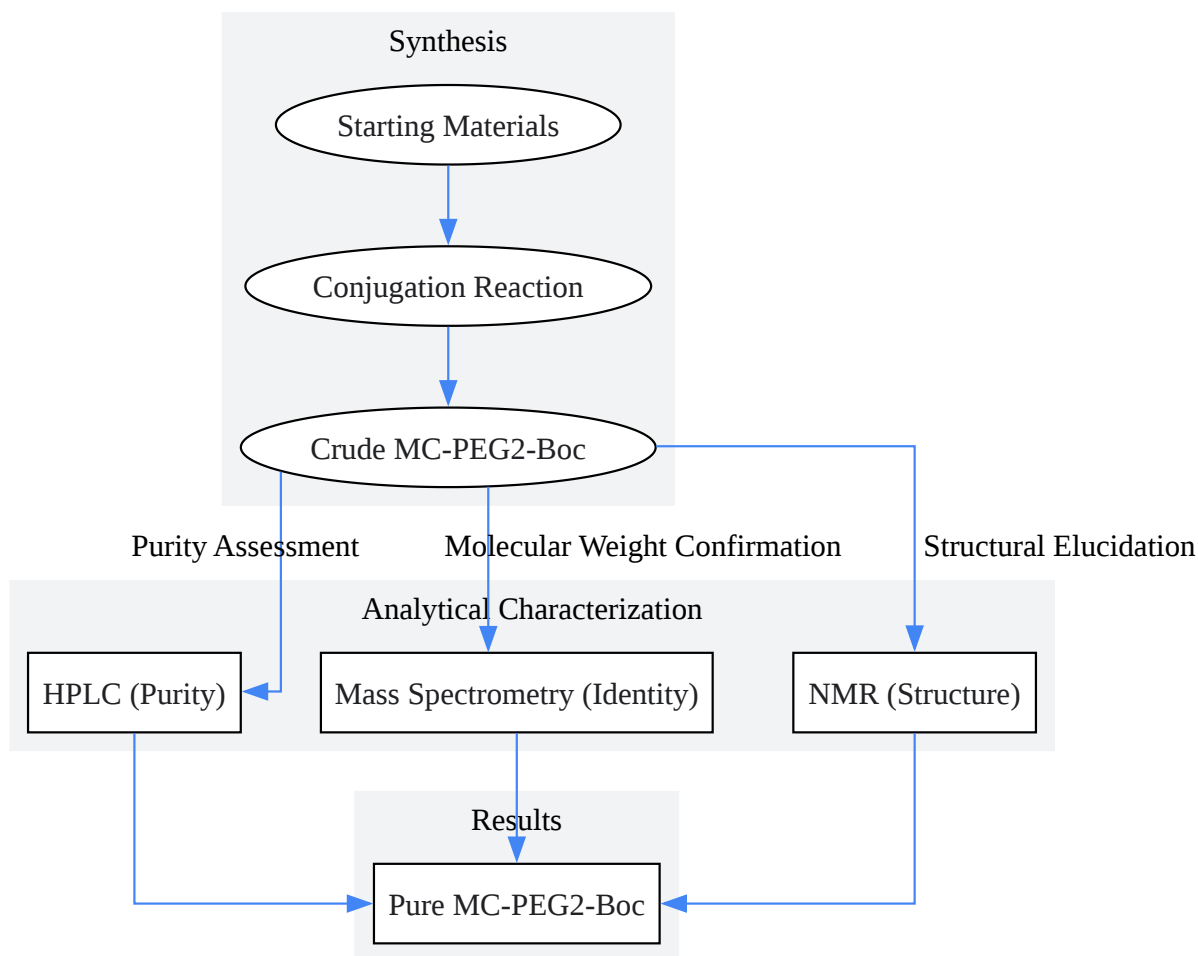 Synthesis
Starting Materials
Conjugation Reaction
Crude MC-PEG2-Boc
Purity Assessment
Molecular Weight Confirmation
Structural Elucidation
Analytical Characterization
HPLC (Purity)
Mass Spectrometry (Identity)
NMR (Structure)
Results
Pure MC-PEG2-Boc